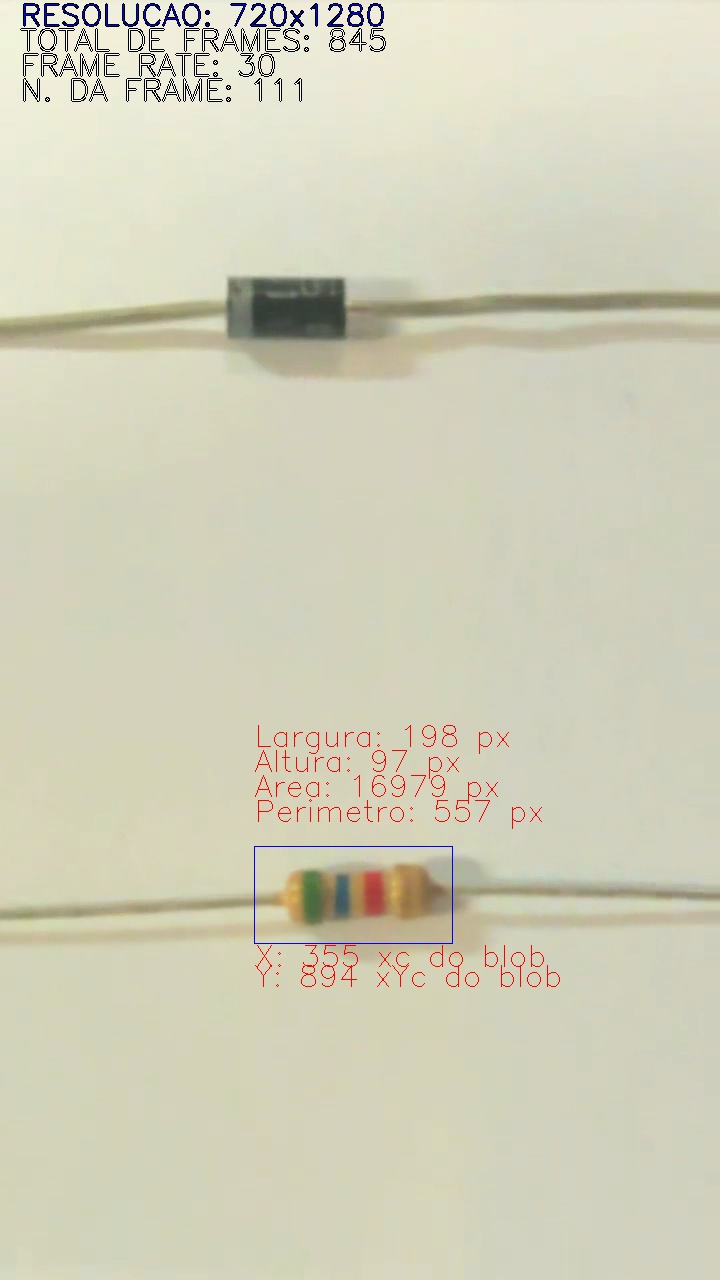 RESOLUCAO: 720x1280
TOTAL DE FRAMES: 845
FRAME RATE: 30
N. DA FRAME: 111
Largura: 198 px
Altura: 97 px
Area: 16979 px
Perimetro: 557 px
X: 355 xc do blob
Y: 894 xYc do blob